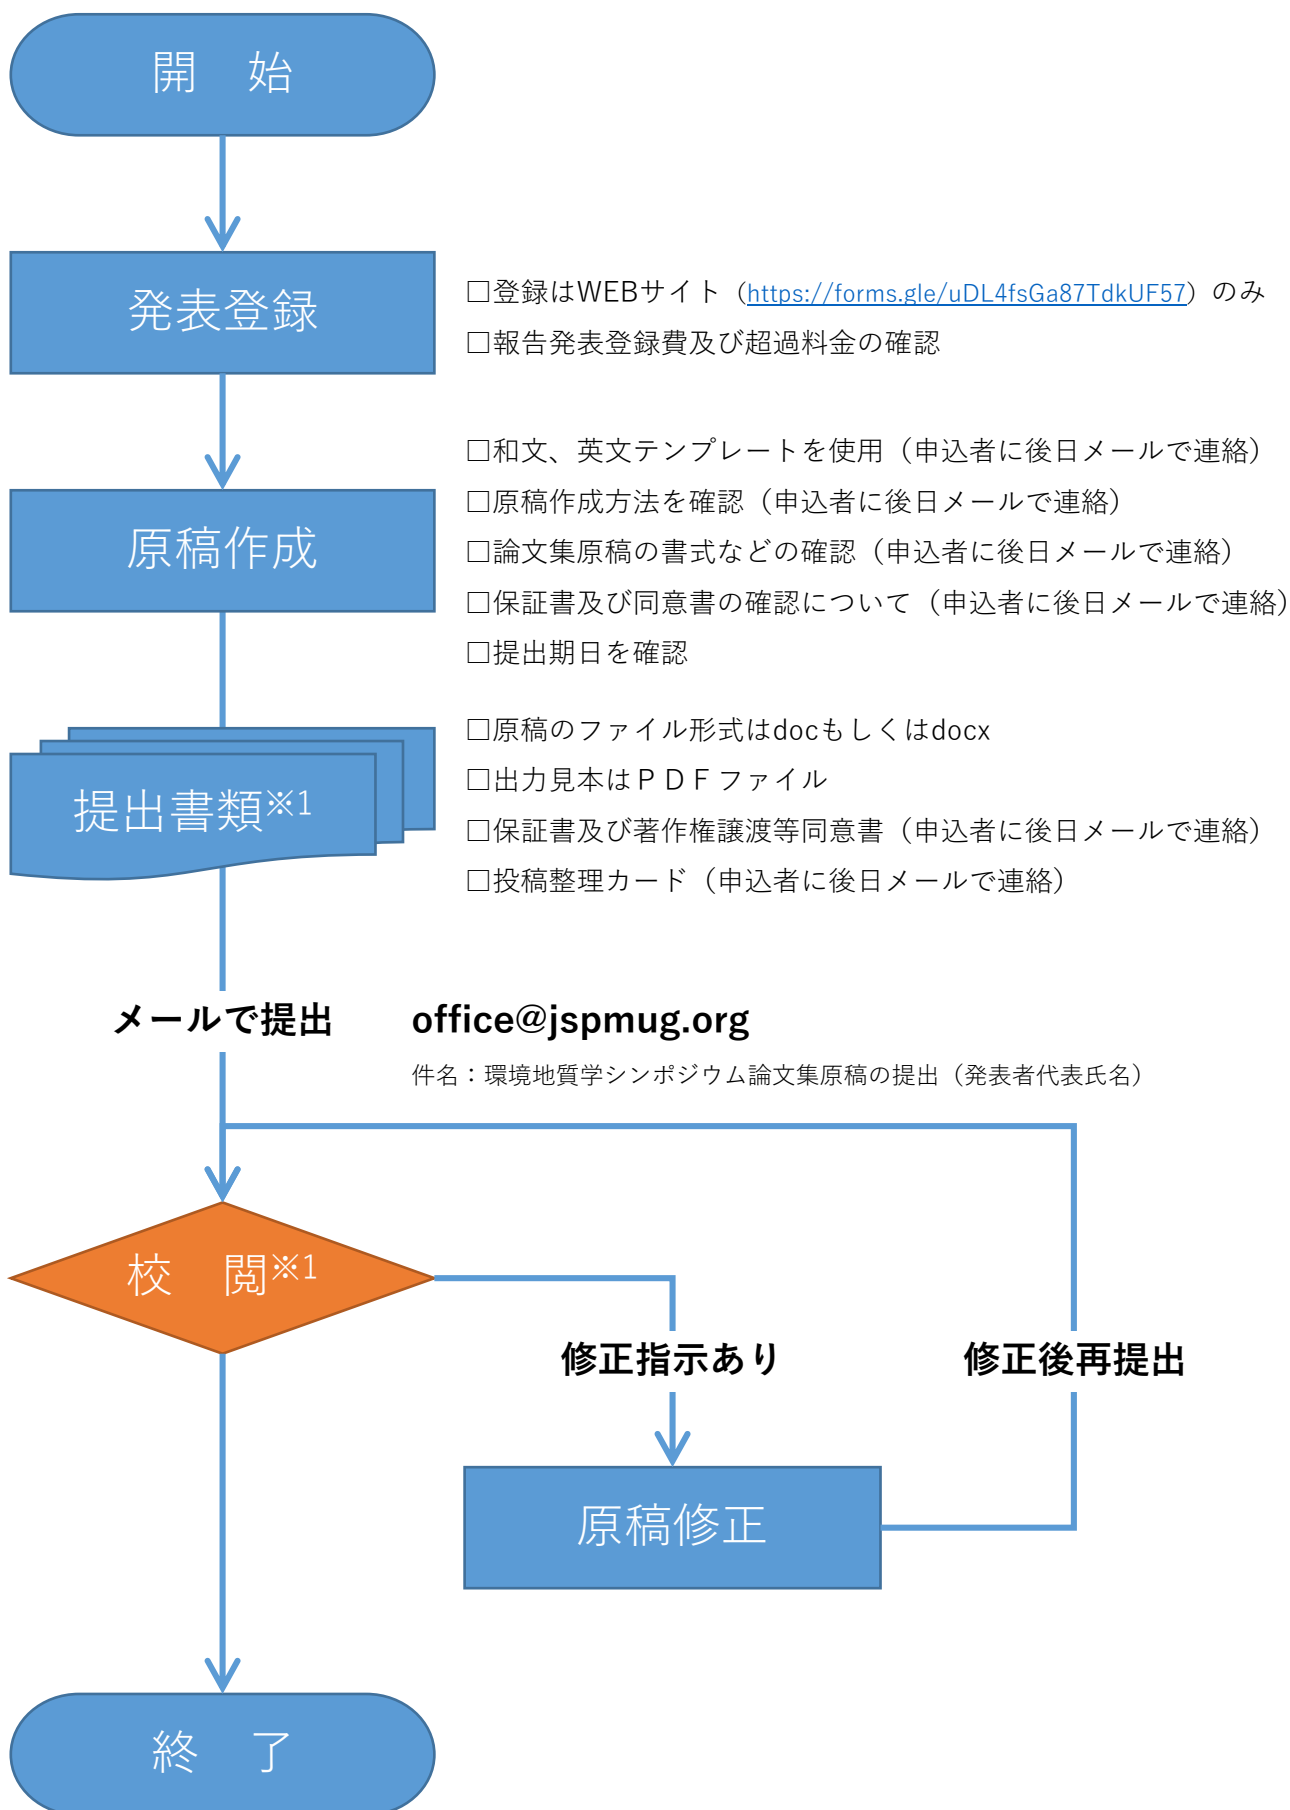 開　始
発表登録
□登録はWEBサイト（https://forms.gle/uDL4fsGa87TdkUF57）のみ
□報告発表登録費及び超過料金の確認
原稿作成
□和文、英文テンプレートを使用（申込者に後日メールで連絡）
□原稿作成方法を確認（申込者に後日メールで連絡）
□論文集原稿の書式などの確認（申込者に後日メールで連絡）
□保証書及び同意書の確認について（申込者に後日メールで連絡）
□提出期日を確認
提出書類※1
□原稿のファイル形式はdocもしくはdocx
□出力見本はＰＤＦファイル
□保証書及び著作権譲渡等同意書（申込者に後日メールで連絡）
□投稿整理カード（申込者に後日メールで連絡）
メールで提出　office@jspmug.org
件名：環境地質学シンポジウム論文集原稿の提出（発表者代表氏名）
校　閲※1
修正指示あり
修正後再提出
原稿修正
終　了